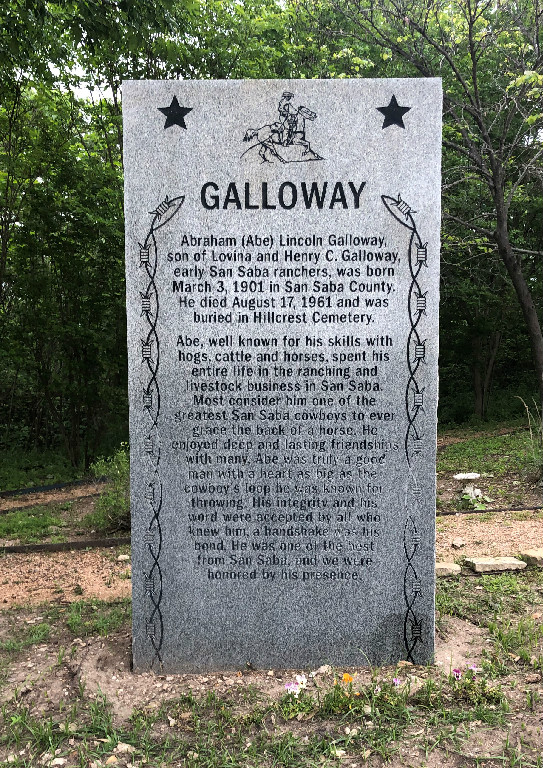 GALLOWAY
Abraham (Abe) Lincoln Galloway,
son of Lovina and Henry C. Galloway,
early San Saba ranchers, was born
March 3, 1901 in San Saba County.
He died August 17, 1961 and was
buried in Hillcrest Cemetery.
Abe, well known for his skills with
hogs, cattle and horses, spent his
entire life in the ranching and
livestock business in San Saba.
Most consider him one of the
greatest San Saba cowboys to ever
grace the back of a horse. He
enjoyed deep and lasting friendships
with many. Abe was truly a good
man with a heart as big as the
cowboy's loop he was known for
throwing. His integrity and his
word were accepted by all who
knew him, a handshake was his
bond. He was one of the best
from San Saba, and we were
honored by his presence.